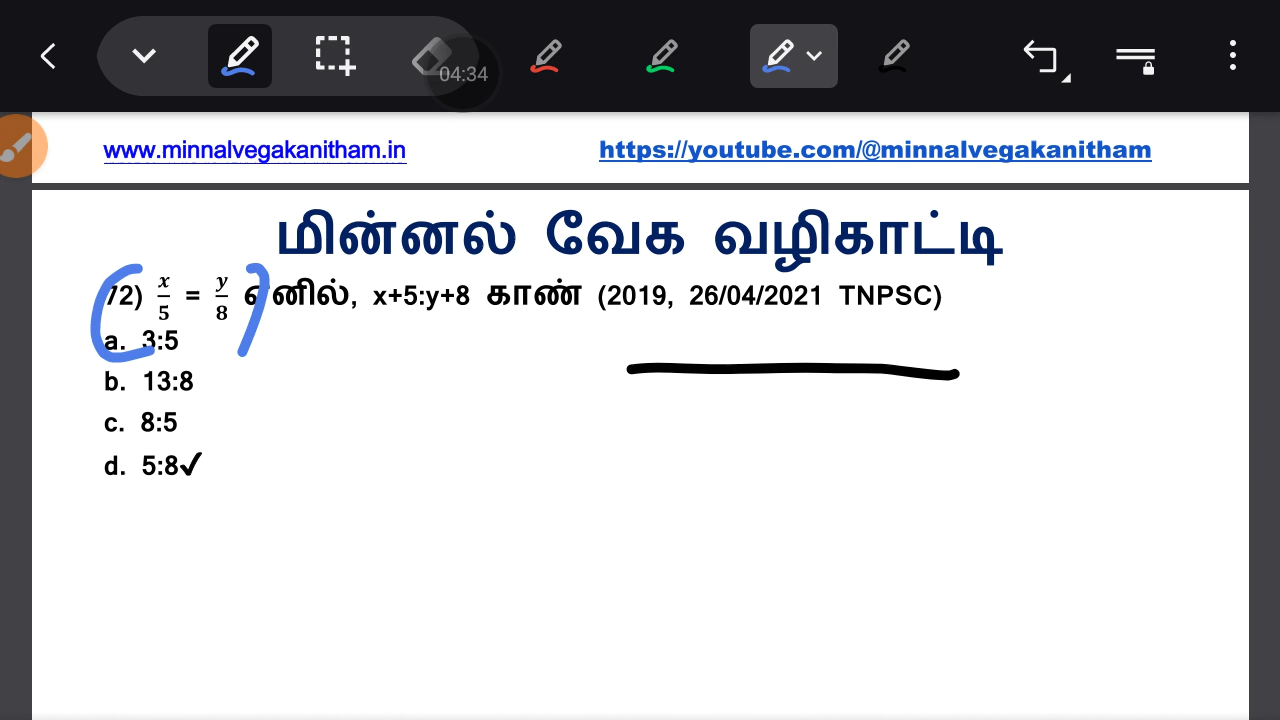 04:34
www.minnalvegakanitham.in https://youtube.com/@minnalvegakanitham
மின்னல் வேக வழிகாட்டி
72) x/5 = y/8 எனில், x+5:y+8 காண் (2019, 26/04/2021 TNPSC)
a. 3:5
b. 13:8
c. 8:5
d. 5:8✓